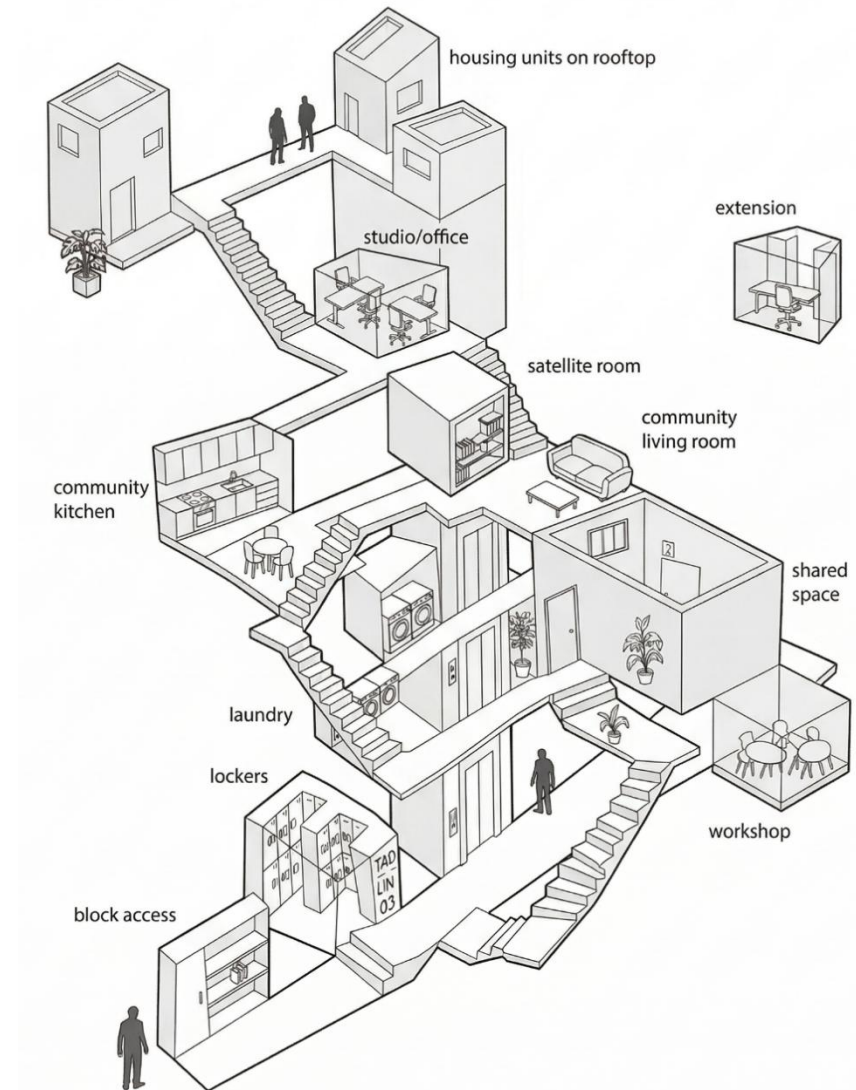 housing units on rooftop
extension
studio/office
satellite room
community
living room
community
kitchen
2
shared
space
laundry
lockers
TAD
LIN
03
workshop
block access